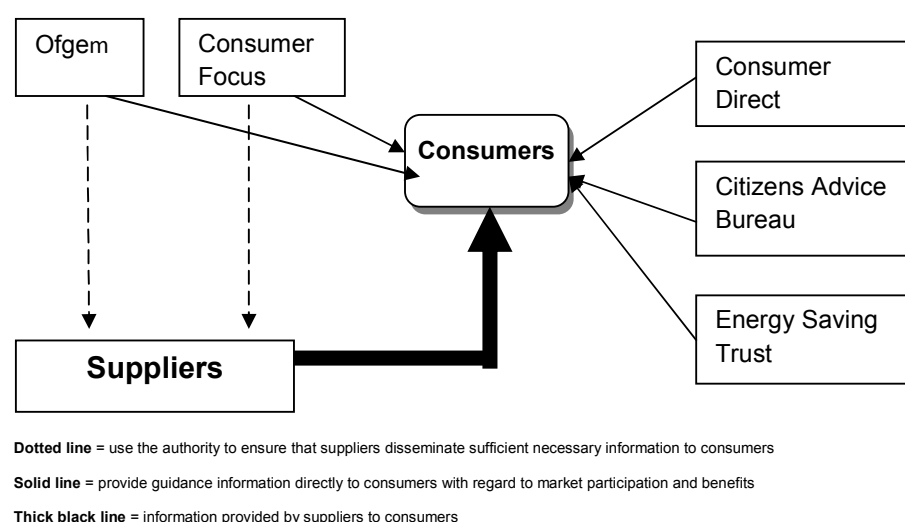 Ofgem
Consumer
Focus
Consumers
Consumer
Direct
Citizens Advice
Bureau
Energy Saving
Trust
Suppliers
Dotted line = use the authority to ensure that suppliers disseminate sufficient necessary information to consumers
Solid line = provide guidance information directly to consumers with regard to market participation and benefits
Thick black line = information provided by suppliers to consumers